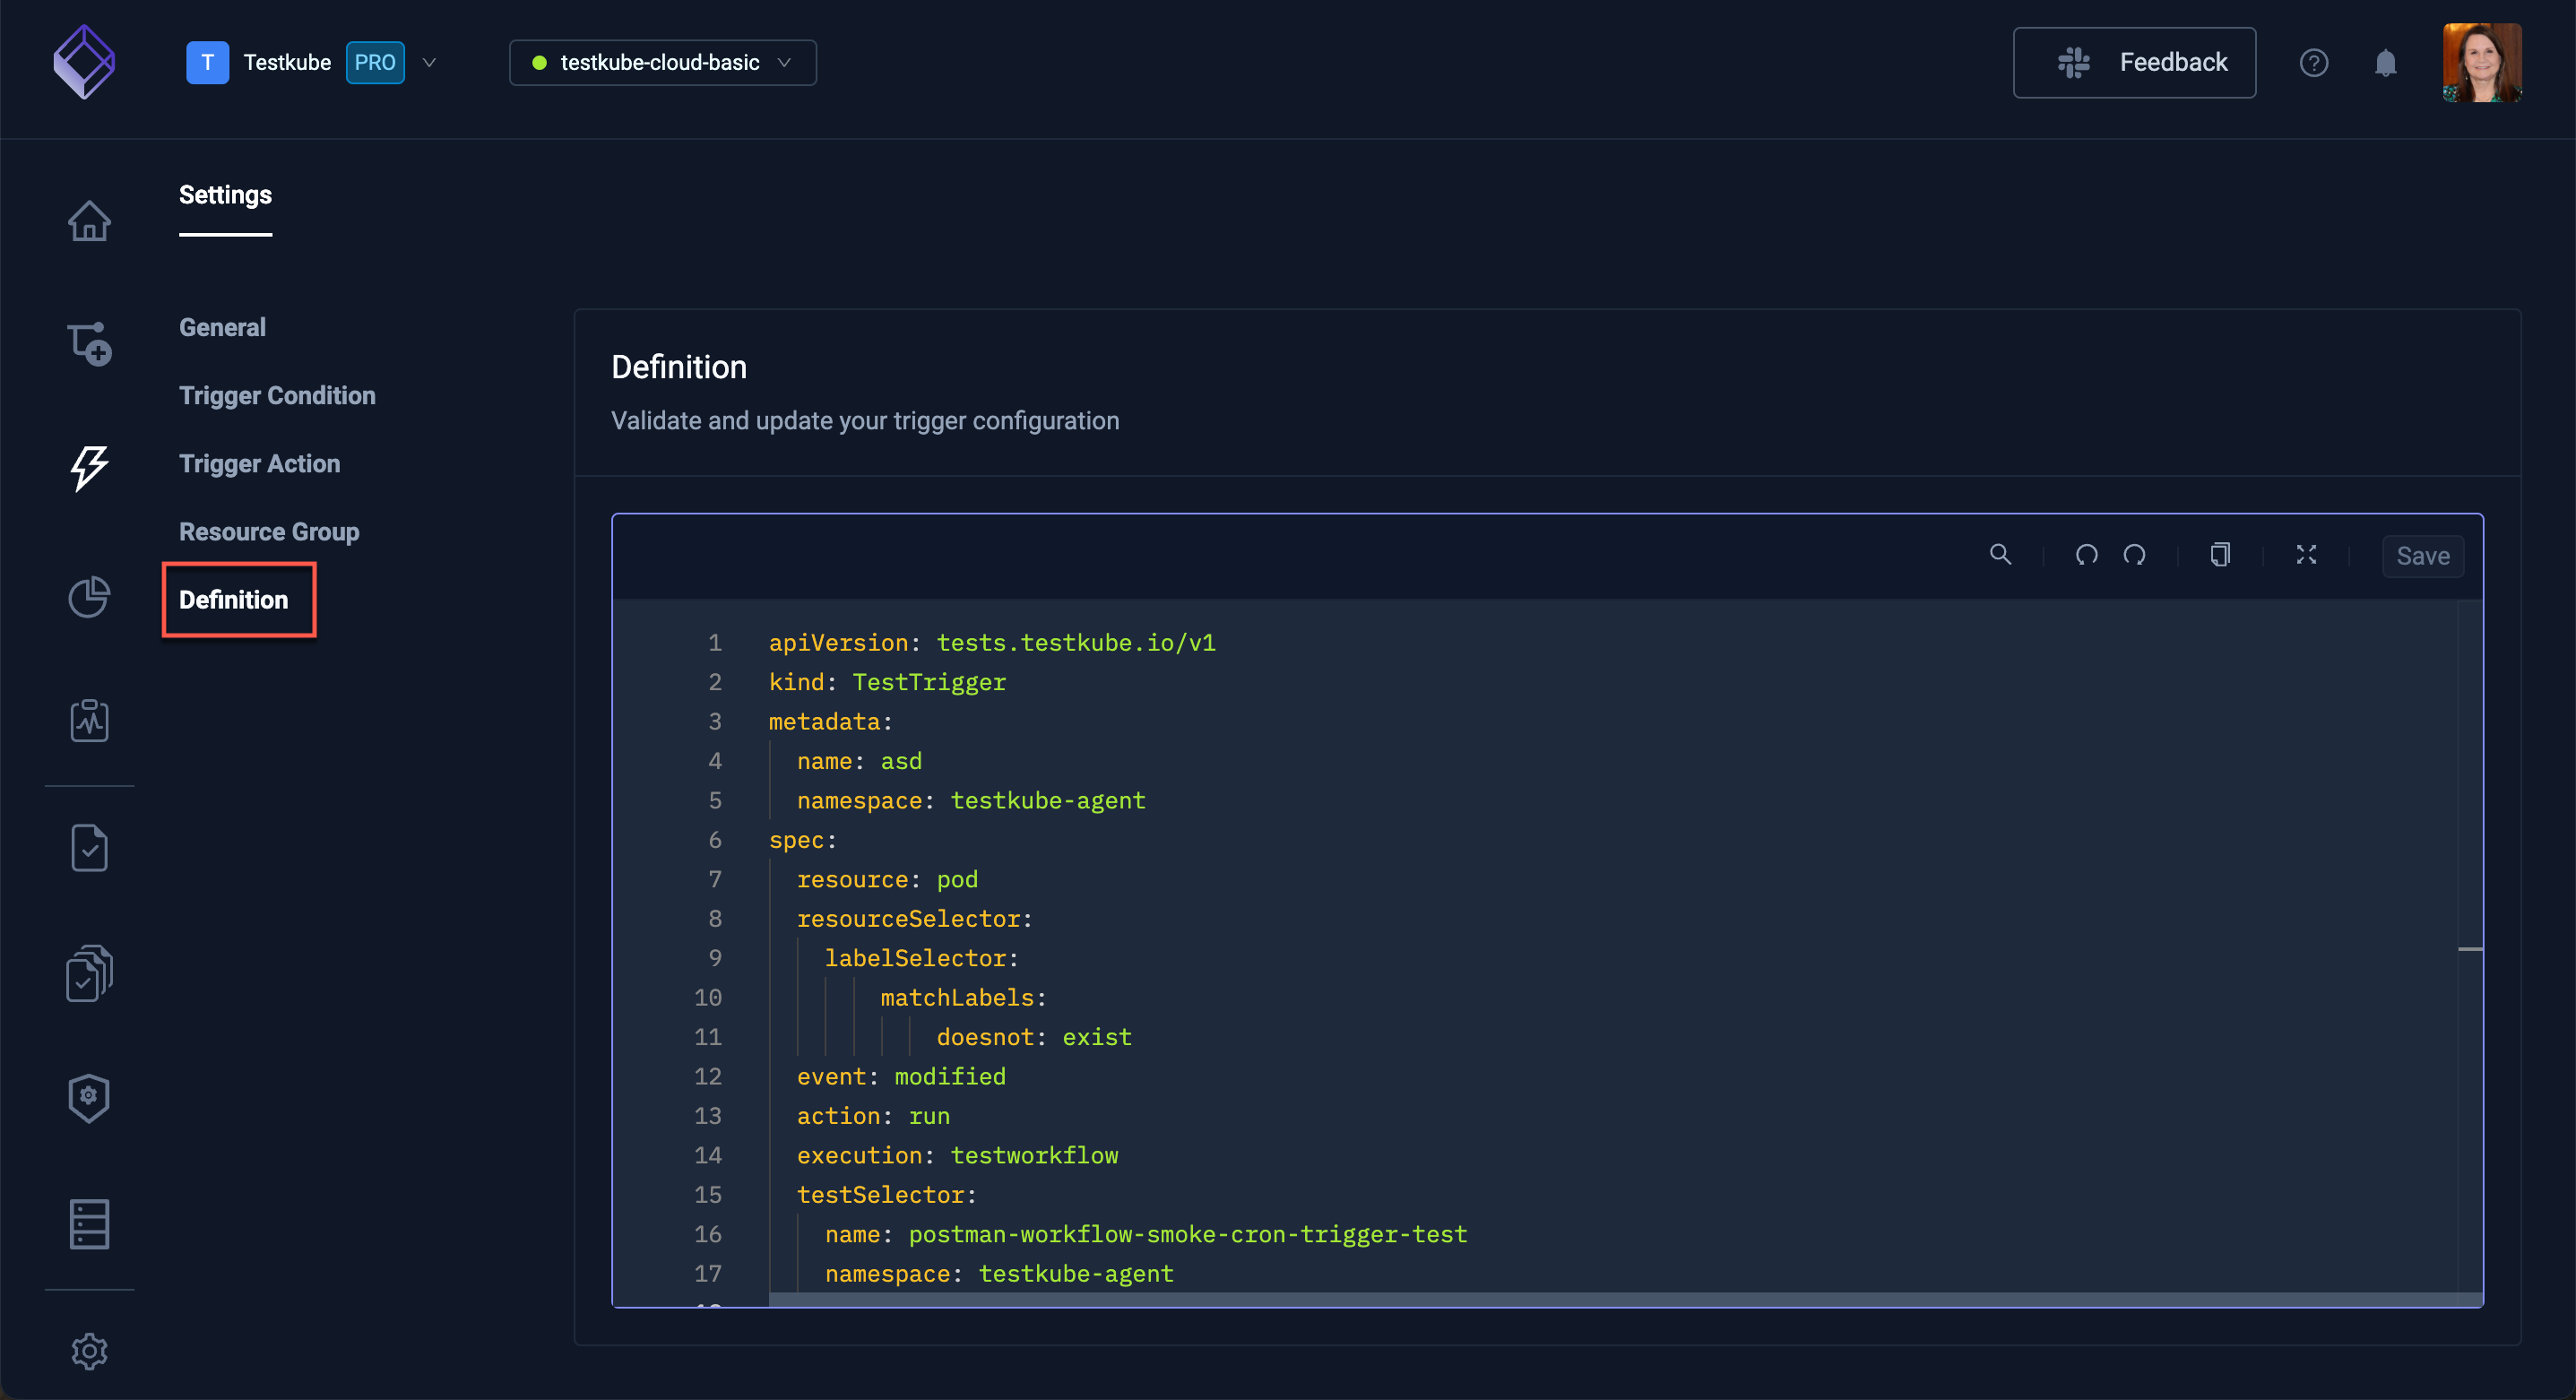 T Testkube PRO testkube-cloud-basic Feedback
Settings
General
Trigger Condition
Trigger Action
Resource Group
Definition
Definition
Validate and update your trigger configuration
Save
1 apiVersion: tests.testkube.io/v1
2 kind: TestTrigger
3 metadata:
4 name: asd
5 namespace: testkube-agent
6 spec:
7 resource: pod
8 resourceSelector:
9 labelSelector:
10 matchLabels:
11 doesnot: exist
12 event: modified
13 action: run
14 execution: testworkflow
15 testSelector:
16 name: postman-workflow-smoke-cron-trigger-test
17 namespace: testkube-agent